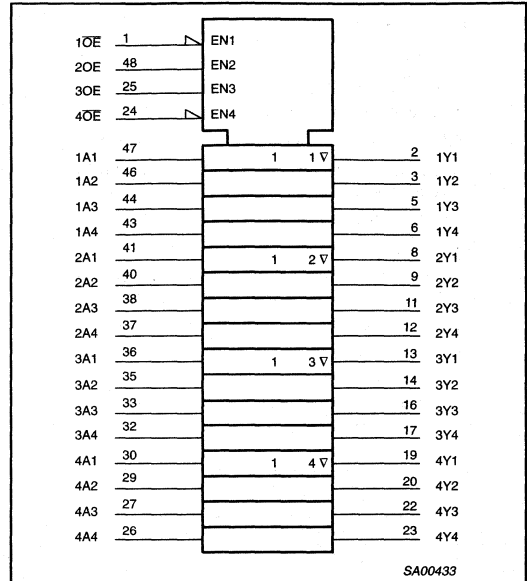 1O̅E̅ 1 EN1
2OE 48 EN2
3OE 25 EN3
4O̅E̅ 24 EN4
1A1 47 1 1 ▽ 2 1Y1
1A2 46 3 1Y2
1A3 44 5 1Y3
1A4 43 6 1Y4
2A1 41 1 2 ▽ 8 2Y1
2A2 40 9 2Y2
2A3 38 11 2Y3
2A4 37 12 2Y4
3A1 36 1 3 ▽ 13 3Y1
3A2 35 14 3Y2
3A3 33 16 3Y3
3A4 32 17 3Y4
4A1 30 1 4 ▽ 19 4Y1
4A2 29 20 4Y2
4A3 27 22 4Y3
4A4 26 23 4Y4
SA00433